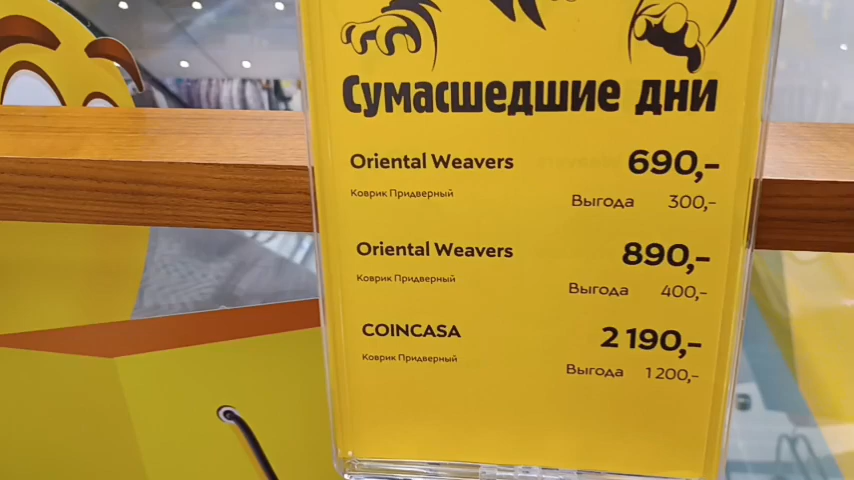 Сумасшедшие дни
Oriental Weavers 690,-
Коврик Придверный
Выгода 300,-
Oriental Weavers 890,-
Коврик Придверный
Выгода 400,-
COINCASA 2 190,-
Коврик Придверный
Выгода 1 200,-